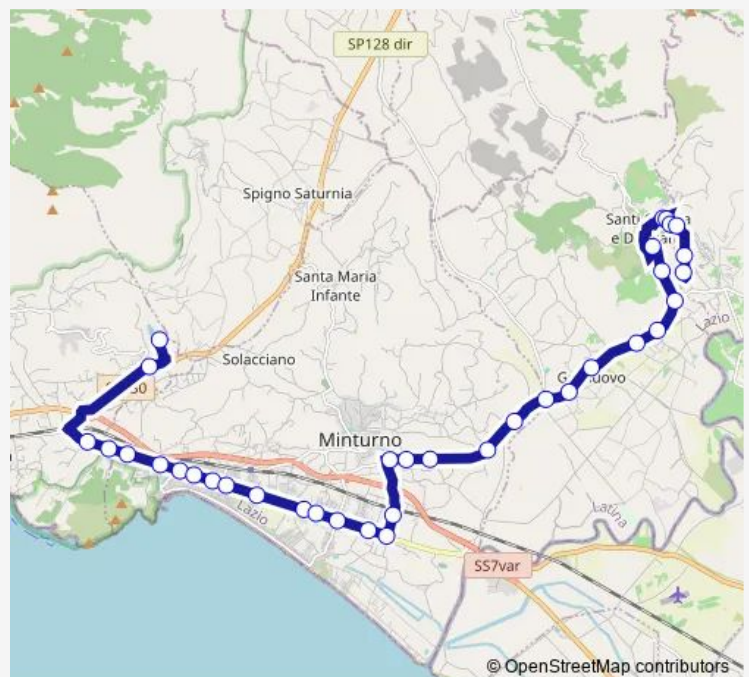 SP128 dir
Spigno Saturnia
Santa Maria
Infante
Solacciano
Minturno
Lazio
Lazio
Latina
SS7var
© OpenStreetMap contributors